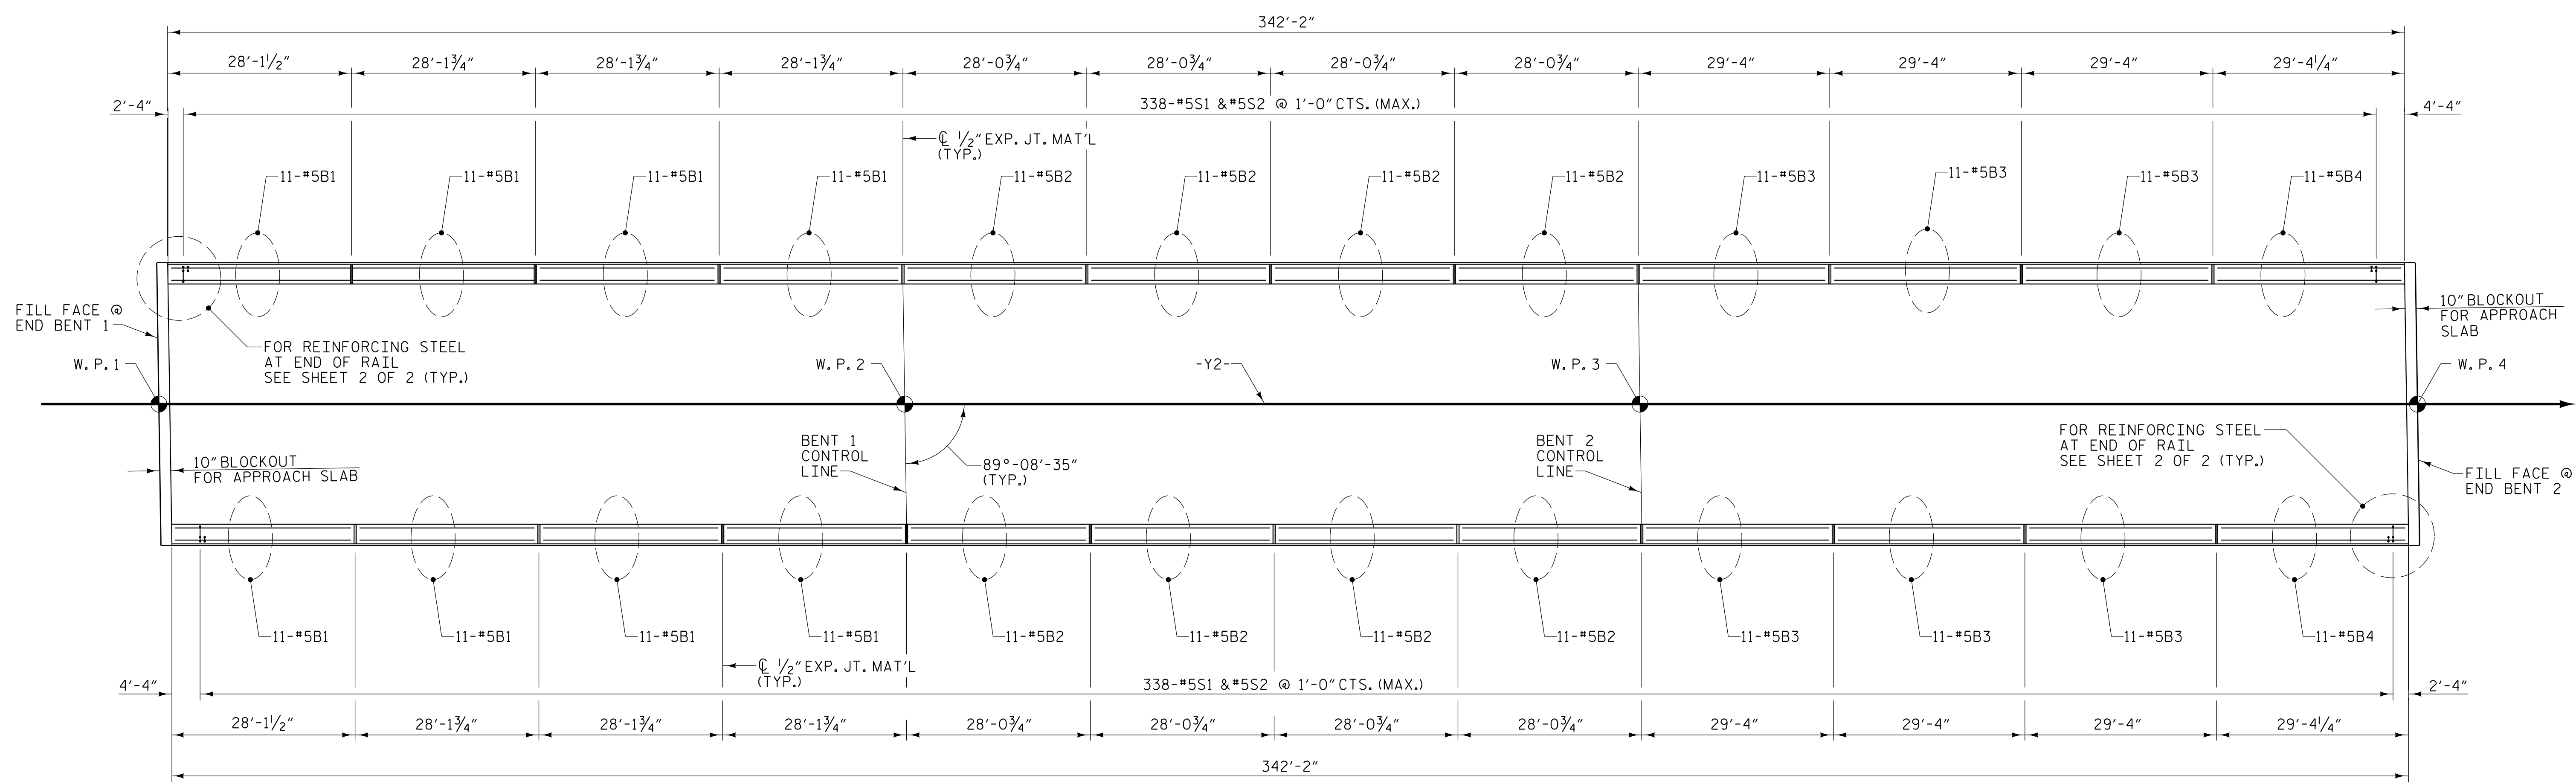 342'-2"
28'-1½" 28'-1¾" 28'-1¾" 28'-1¾" 28'-0¾" 28'-0¾" 28'-0¾" 28'-0¾" 29'-4" 29'-4" 29'-4" 29'-4¼"
2'-4" 338-#5S1 &#5S2 @ 1'-0" CTS. (MAX.) 4'-4"
℄ ½" EXP. JT. MAT'L
(TYP.)
11-#5B1 11-#5B1 11-#5B1 11-#5B1 11-#5B2 11-#5B2 11-#5B2 11-#5B2 11-#5B3 11-#5B3 11-#5B3 11-#5B4
FILL FACE @
END BENT 1
10" BLOCKOUT
FOR APPROACH
SLAB
FOR REINFORCING STEEL
AT END OF RAIL
SEE SHEET 2 OF 2 (TYP.)
W.P. 1 W.P. 2 -Y2- W.P. 3 W.P. 4
BENT 1
CONTROL
LINE
BENT 2
CONTROL
LINE
FOR REINFORCING STEEL
AT END OF RAIL
SEE SHEET 2 OF 2 (TYP.)
10" BLOCKOUT
FOR APPROACH SLAB
89°-08'-35"
(TYP.)
FILL FACE @
END BENT 2
11-#5B1 11-#5B1 11-#5B1 11-#5B1 11-#5B2 11-#5B2 11-#5B2 11-#5B2 11-#5B3 11-#5B3 11-#5B3 11-#5B4
℄ ½" EXP. JT. MAT'L
(TYP.)
4'-4" 338-#5S1 &#5S2 @ 1'-0" CTS. (MAX.) 2'-4"
28'-1½" 28'-1¾" 28'-1¾" 28'-1¾" 28'-0¾" 28'-0¾" 28'-0¾" 28'-0¾" 29'-4" 29'-4" 29'-4" 29'-4¼"
342'-2"